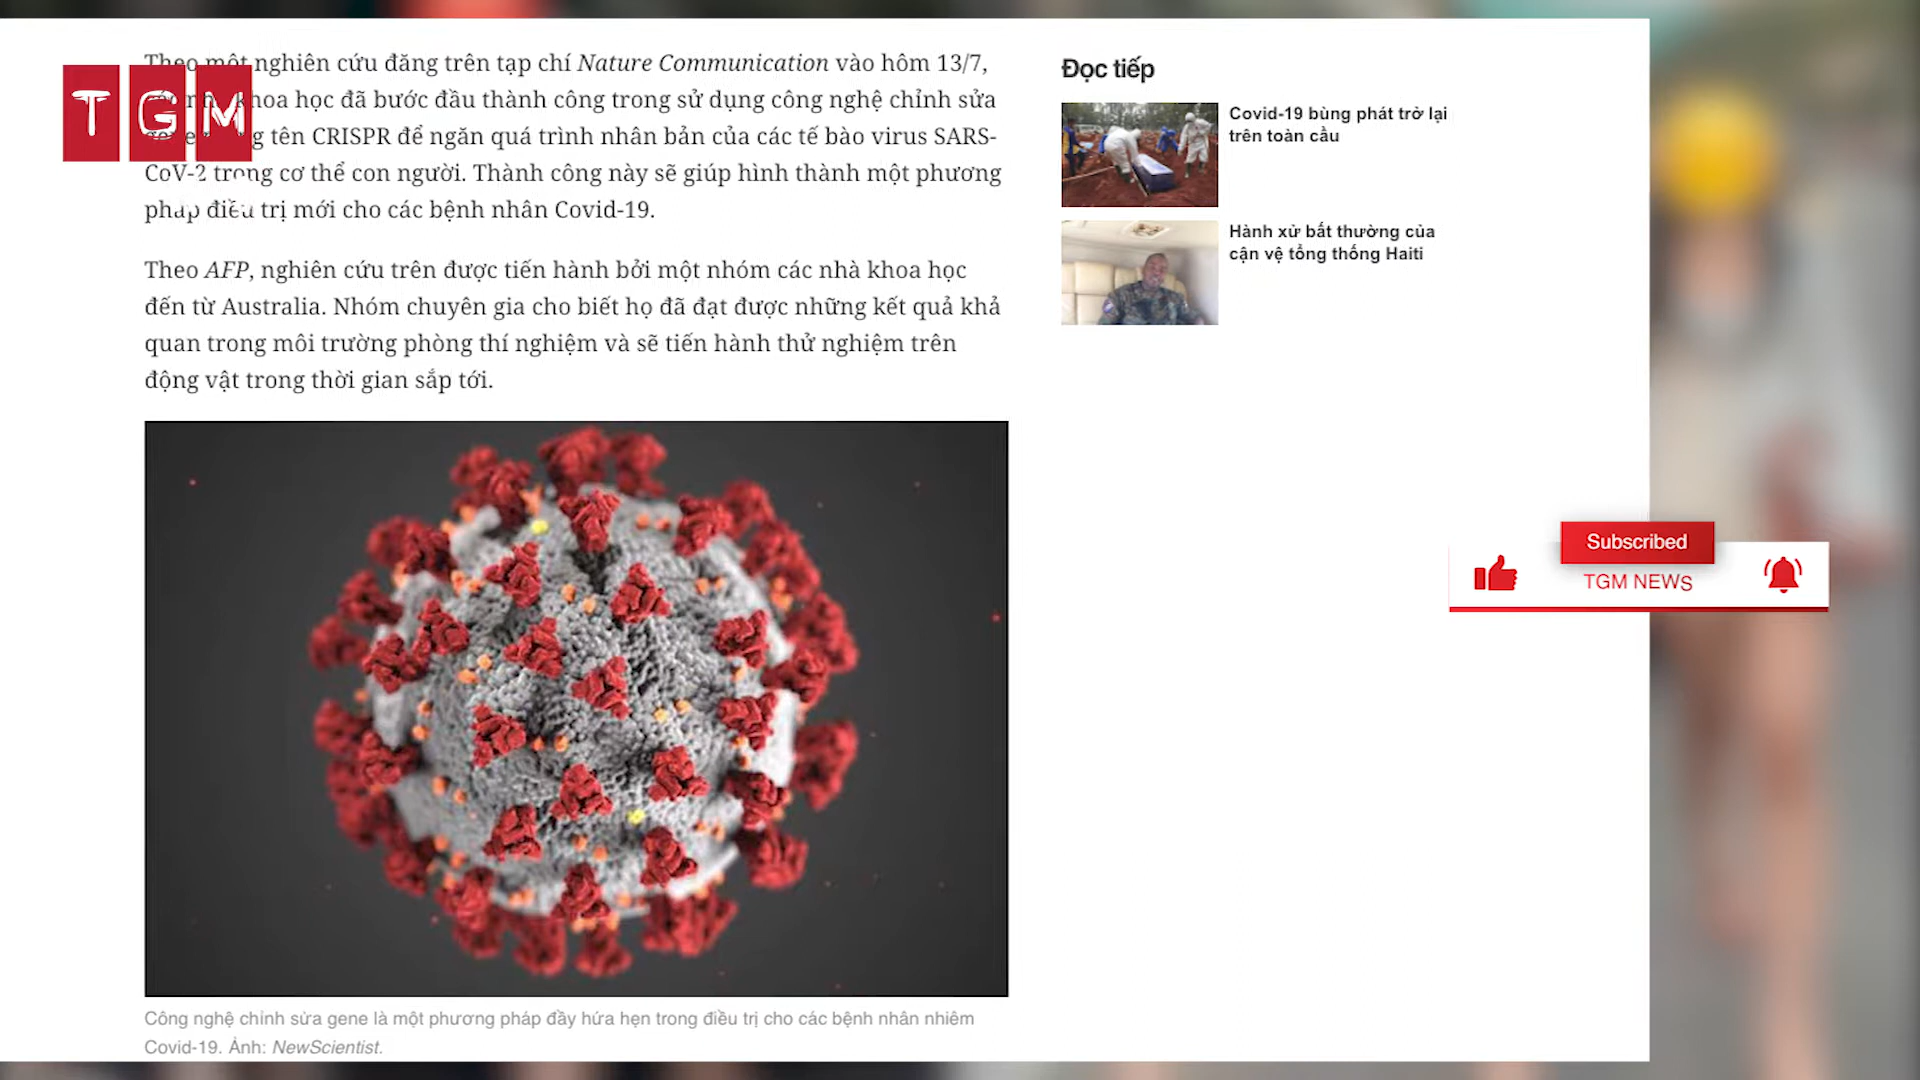 TGM
Theo một nghiên cứu đăng trên tạp chí Nature Communication vào hôm 13/7,
khoa học đã bước đầu thành công trong sử dụng công nghệ chỉnh sửa
tên CRISPR để ngăn quá trình nhân bản của các tế bào virus SARS-
CoV-2 trong cơ thể con người. Thành công này sẽ giúp hình thành một phương
pháp điều trị mới cho các bệnh nhân Covid-19.
Theo AFP, nghiên cứu trên được tiến hành bởi một nhóm các nhà khoa học
đến từ Australia. Nhóm chuyên gia cho biết họ đã đạt được những kết quả khả
quan trong môi trường phòng thí nghiệm và sẽ tiến hành thử nghiệm trên
động vật trong thời gian sắp tới.
Công nghệ chỉnh sửa gene là một phương pháp đầy hứa hẹn trong điều trị cho các bệnh nhân nhiêm
Covid-19. Ảnh: NewScientist.
Đọc tiếp
Covid-19 bùng phát trở lại
trên toàn cầu
Hành xử bất thường của
cận vệ tổng thống Haiti
Subscribed
TGM NEWS